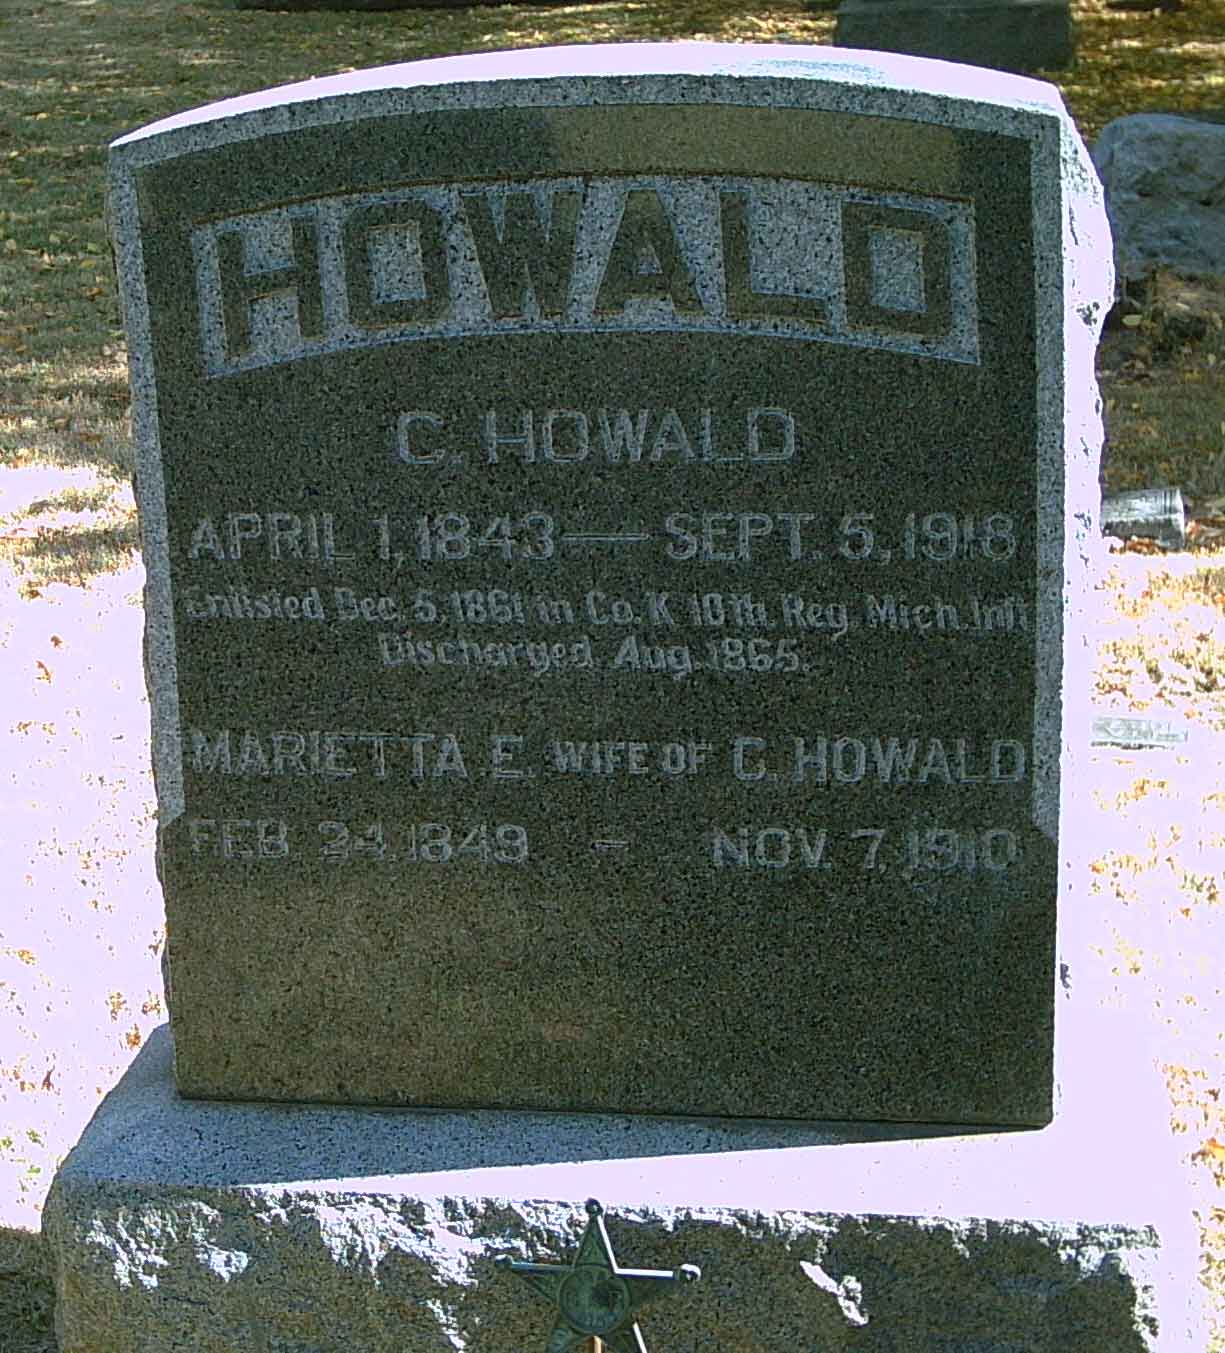 HOWALD
C. HOWALD
APRIL 1, 1843 — SEPT. 5, 1918
Enlisted Dec. 5, 1861 in Co. K 10th. Reg. Mich. Inft
Discharged Aug. 1865.
MARIETTA E. WIFE OF C. HOWALD
FEB. 24, 1849 - NOV. 7, 1910